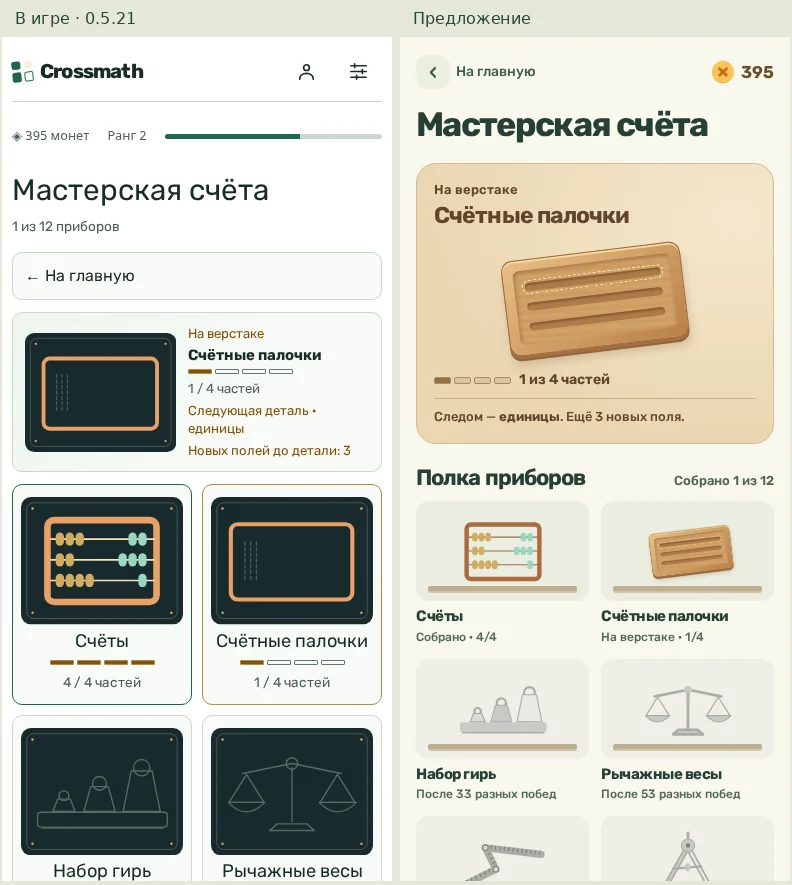 В игре · 0.5.21
Crossmath
◈ 395 монет Ранг 2
Мастерская счёта
1 из 12 приборов
← На главную
На верстаке
Счётные палочки
1 / 4 частей
Следующая деталь •
единицы
Новых полей до детали: 3
Счёты
4 / 4 частей
Счётные палочки
1 / 4 частей
Набор гирь
Рычажные весы
Предложение
На главную
395
Мастерская счёта
На верстаке
Счётные палочки
1 из 4 частей
Следом — единицы. Ещё 3 новых поля.
Полка приборов
Собрано 1 из 12
Счёты
Собрано • 4/4
Счётные палочки
На верстаке • 1/4
Набор гирь
После 33 разных побед
Рычажные весы
После 53 разных побед